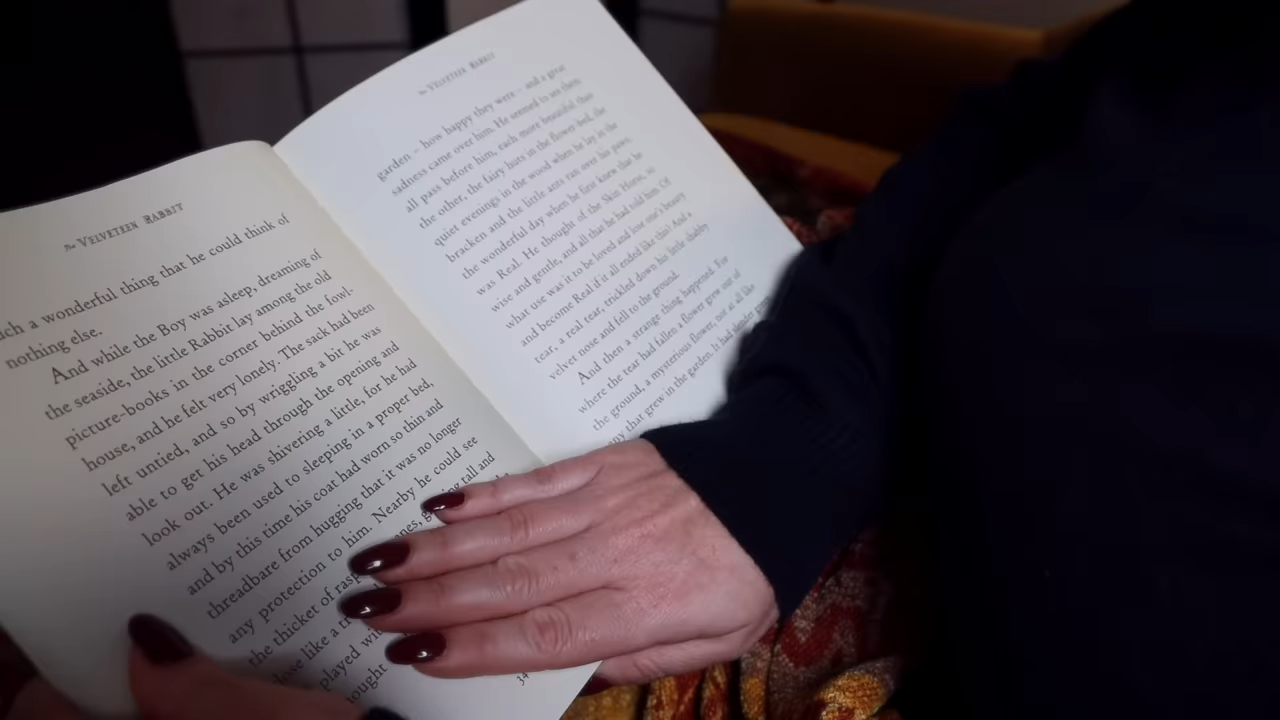 The VELVETEEN RABBIT
such a wonderful thing that he could think of
nothing else.
And while the Boy was asleep, dreaming of
the seaside, the little Rabbit lay among the old
picture-books in the corner behind the fowl-
house, and he felt very lonely. The sack had been
left untied, and so by wriggling a bit he was
able to get his head through the opening and
look out. He was shivering a little, for he had
always been used to sleeping in a proper bed,
and by this time his coat had worn so thin and
threadbare from hugging that it was no longer
any protection to him. Nearby he could see
the thicket of tall and
like a
played
34
The VELVETEEN RABBIT
garden – how happy they were – and a great
sadness came over him. He seemed to see them
all pass before him, each more beautiful than
the other, the fairy huts in the flower bed, the
quiet evenings in the wood when he lay in the
bracken and the little ants ran over his paws;
the wonderful day when he first knew that he
was Real. He thought of the Skin Horse, so
wise and gentle, and all that he had told him. Of
what use was it to be loved and lose one's beauty
and become Real if it all ended like this? And a
tear, a real tear, trickled down his little shabby
velvet nose and fell to the ground.
And then a strange thing happened. For
where the tear had fallen a flower grew out of
the ground, a mysterious flower, not at all like
any that grew in the garden. It had slender